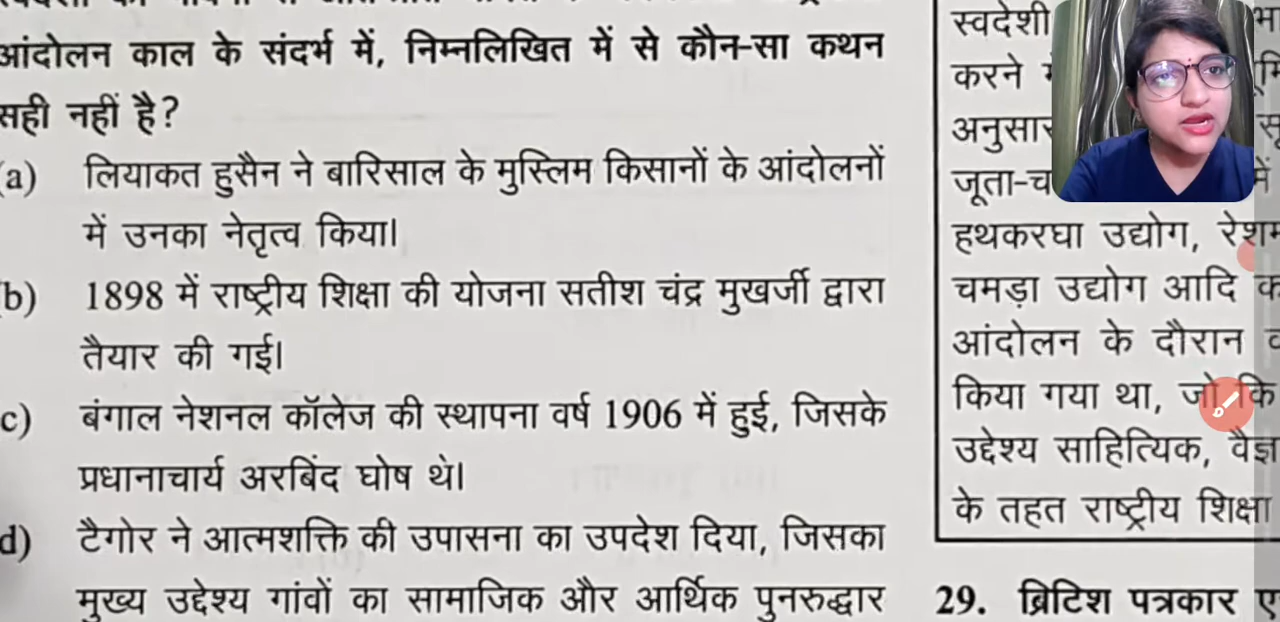 आंदोलन काल के संदर्भ में, निम्नलिखित में से कौन-सा कथन
सही नहीं है?
(a) लियाकत हुसैन ने बारिसाल के मुस्लिम किसानों के आंदोलनों
में उनका नेतृत्व किया।
b) 1898 में राष्ट्रीय शिक्षा की योजना सतीश चंद्र मुखर्जी द्वारा
तैयार की गई।
c) बंगाल नेशनल कॉलेज की स्थापना वर्ष 1906 में हुई, जिसके
प्रधानाचार्य अरबिंद घोष थे।
d) टैगोर ने आत्मशक्ति की उपासना का उपदेश दिया, जिसका
मुख्य उद्देश्य गांवों का सामाजिक और आर्थिक पुनरुद्धार
स्वदेशी
करने
अनुसार
हथकरघा उद्योग,
चमड़ा उद्योग आदि
आंदोलन के दौरान
किया गया था, जो कि
उद्देश्य साहित्यिक,
के तहत राष्ट्रीय शिक्षा
29. ब्रिटिश पत्रकार